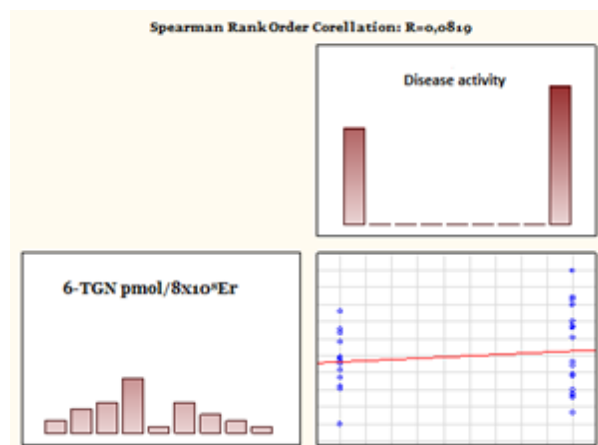 Spearman Rank Order Corellation: R=0,0819
Disease activity
6-TGN pmol/8x10⁸Er